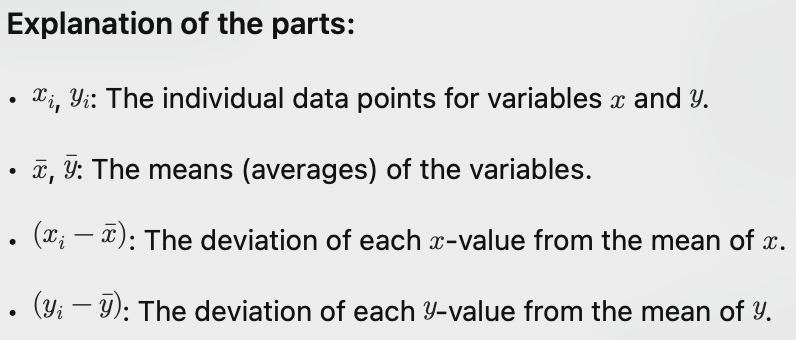 Explanation of the parts:
• xᵢ, yᵢ: The individual data points for variables x and y.
• x̄, ȳ: The means (averages) of the variables.
• (xᵢ − x̄): The deviation of each x-value from the mean of x.
• (yᵢ − ȳ): The deviation of each y-value from the mean of y.